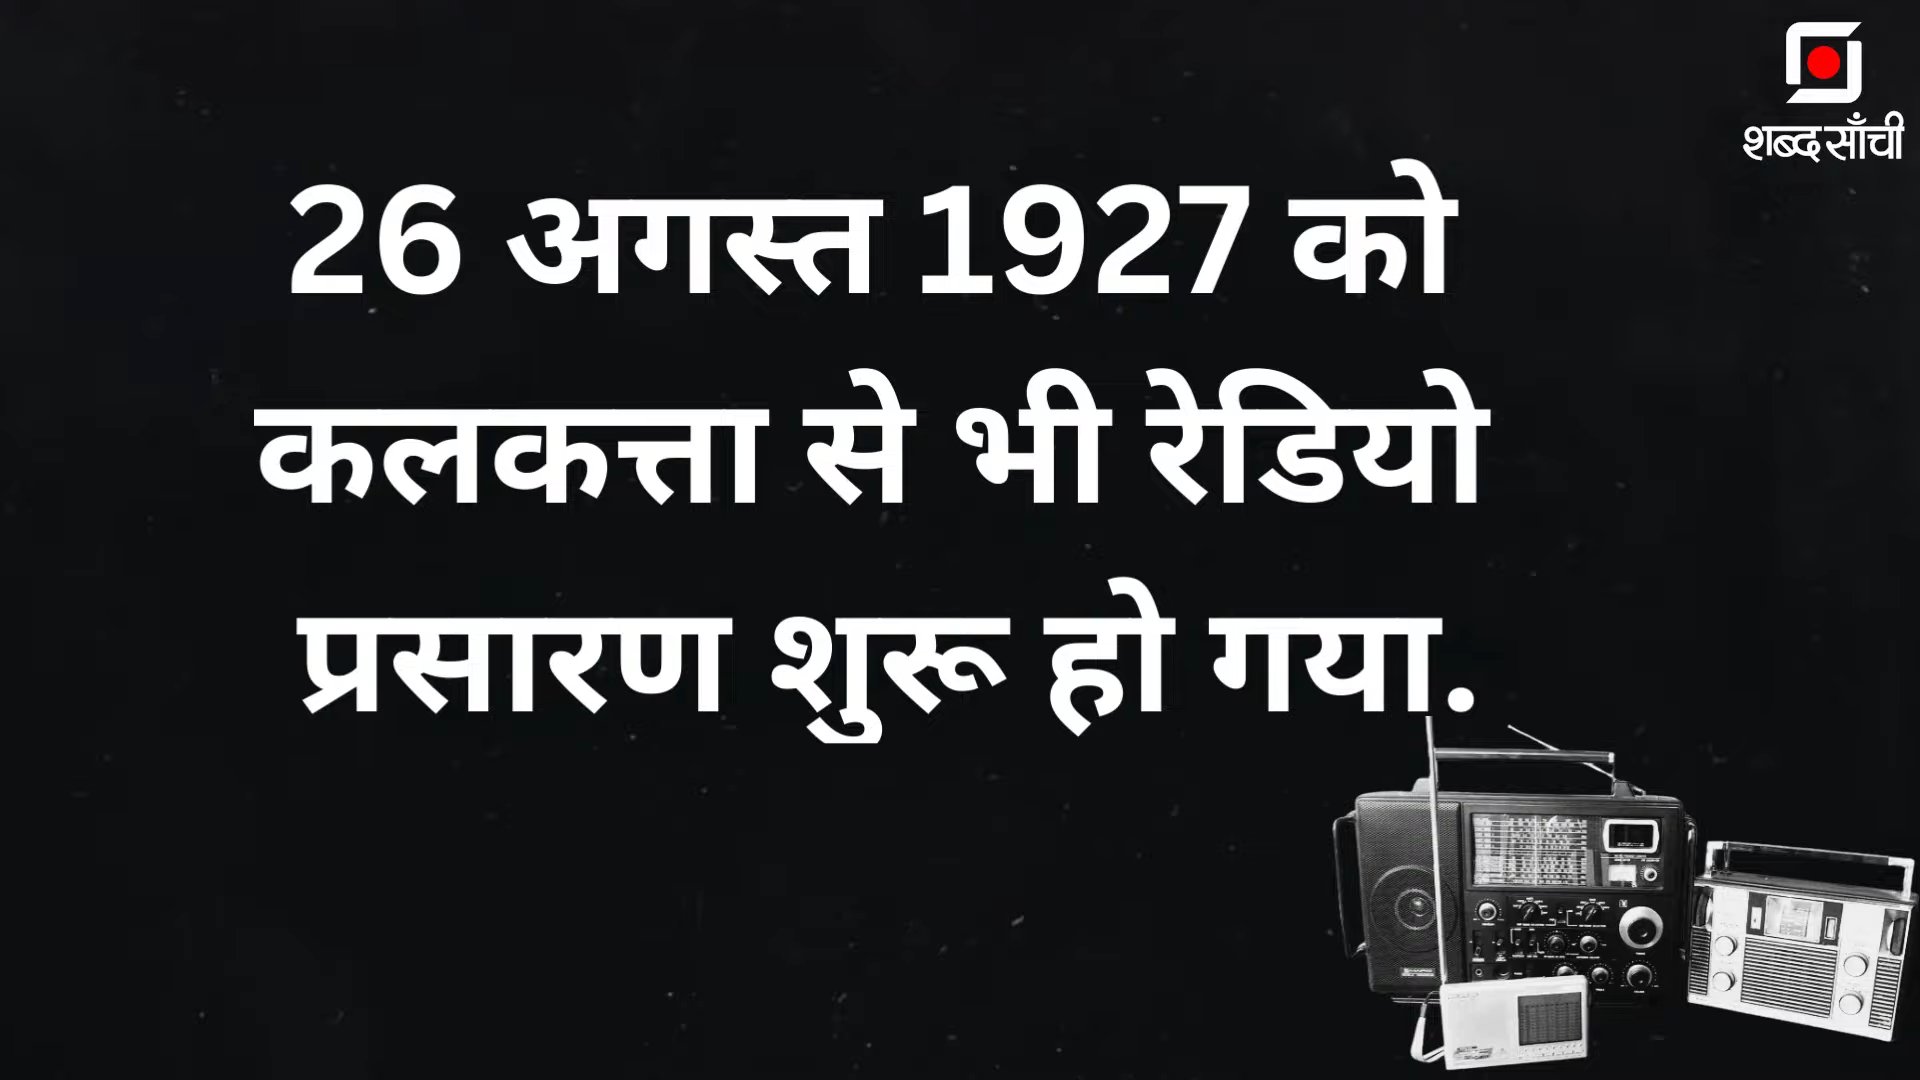 शब्द साँची
26 अगस्त 1927 को
कलकत्ता से भी रेडियो
प्रसारण शुरू हो गया.